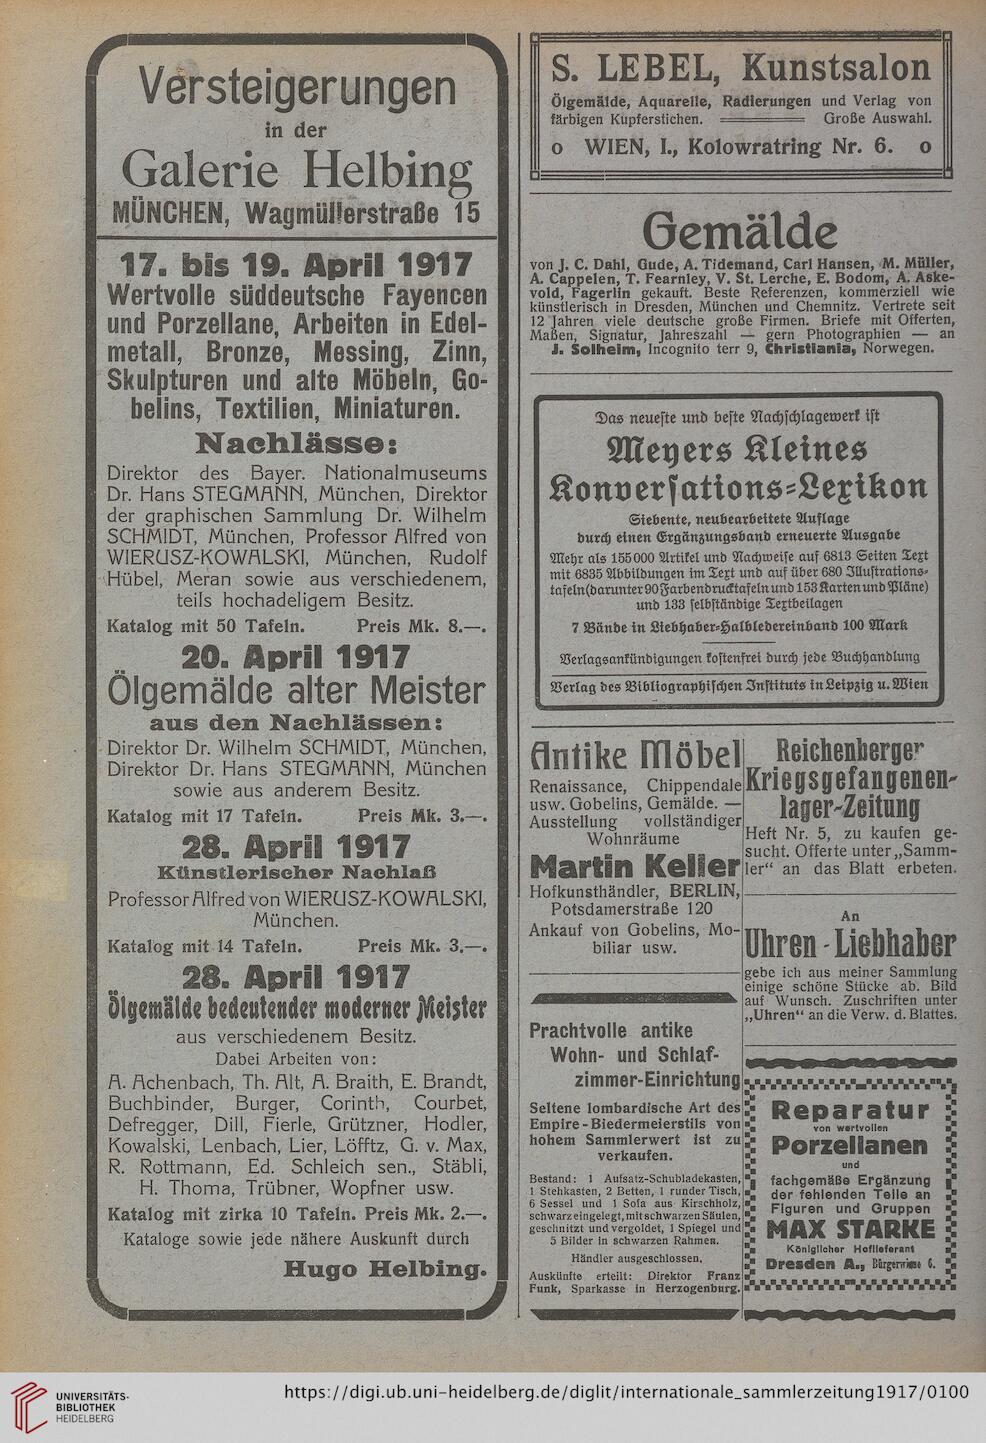 Versteigerungen
in der
Galerie Helbing
MÜNCHEN, Wagmüllerstraße 15
17. bis 19. April 1917
Wertvolle süddeutsche Fayencen
und Porzellane, Arbeiten in Edel-
metall, Bronze, Messing, Zinn,
Skulpturen und alte Möbeln, Go-
belins, Textilien, Miniaturen.
Nachlässe:
Direktor des Bayer. Nationalmuseums
Dr. Hans STEGMANN, München, Direktor
der graphischen Sammlung Dr. Wilhelm
SCHMIDT, München, Professor Alfred von
WIERUSZ-KOWALSKI, München, Rudolf
Hübel, Meran sowie aus verschiedenem,
teils hochadeligem Besitz.
Katalog mit 50 Tafeln. Preis Mk. 8.—.
20. April 1917
Ölgemälde alter Meister
aus den Nachlässen:
Direktor Dr. Wilhelm SCHMIDT, München,
Direktor Dr. Hans STEGMANN, München
sowie aus anderem Besitz.
Katalog mit 17 Tafeln. Preis Mk. 3.—.
28. April 1917
Künstlerischer Nachlaß
Professor Alfred von WIERUSZ-KOWALSKI,
München.
Katalog mit 14 Tafeln. Preis Mk. 3.—.
28. April 1917
Ölgemälde bedeutender moderner Meister
aus verschiedenem Besitz.
Dabei Arbeiten von:
A. Achenbach, Th. Alt, A. Braith, E. Brandt,
Buchbinder, Burger, Corinth, Courbet,
Defregger, Dill, Fierle, Grützner, Hodler,
Kowalski, Lenbach, Lier, Löfftz, G. v. Max,
R. Rottmann, Ed. Schleich sen., Stäbli,
H. Thoma, Trübner, Wopfner usw.
Katalog mit zirka 10 Tafeln. Preis Mk. 2.—.
Kataloge sowie jede nähere Auskunft durch
Hugo Helbing.
S. LEBEL, Kunstsalon
Ölgemälde, Aquarelle, Radierungen und Verlag von
färbigen Kupferstichen. Große Auswahl.
o WIEN, I., Kolowratring Nr. 6. o
Gemälde
von J. C. Dahl, Gude, A. Tidemand, Carl Hansen, M. Müller,
A. Cappelen, T. Fearnley, V. St. Lerche, E. Bodom, A. Aske-
vold, Fagerlin gekauft. Beste Referenzen, kommerziell wie
künstlerisch in Dresden, München und Chemnitz. Vertrete seit
12 Jahren viele deutsche große Firmen. Briefe mit Offerten,
Maßen, Signatur, Jahreszahl — gern Photographien — an
J. Solheim, Incognito terr 9, Christiania, Norwegen.
Das neueste und beste Nachschlagewerk ist
Meyers Kleines
Konversations-Lexikon
Siebente, neubearbeitete Auflage
durch einen Ergänzungsband erneuerte Ausgabe
Mehr als 155000 Artikel und Nachweise auf 6813 Seiten Text
mit 6835 Abbildungen im Text und auf über 680 Illustrations-
tafeln (darunter 90 Farbendrucktafeln und 153 Karten und Pläne)
und 133 selbständige Textbeilagen
7 Bände in Liebhaber-Halbledereinband 100 Mark
Verlagsankündigungen kostenfrei durch jede Buchhandlung
Verlag des Bibliographischen Instituts in Leipzig u. Wien
Antike Möbel
Renaissance, Chippendale
usw. Gobelins, Gemälde. —
Ausstellung vollständiger
Wohnräume
Martin Keller
Hofkunsthändler, BERLIN,
Potsdamerstraße 120
Ankauf von Gobelins, Mo-
biliar usw.
Prachtvolle antike
Wohn- und Schlaf-
zimmer-Einrichtung
Seltene lombardische Art des
Empire-Biedermeierstils von
hohem Sammlerwert ist zu
verkaufen.
Bestand: 1 Aufsatz-Schubladekasten,
1 Stehkasten, 2 Betten, 1 runder Tisch,
6 Sessel und 1 Sofa aus Kirschholz,
schwarz eingelegt, mit schwarzen Säulen,
geschnitzt und vergoldet, 1 Spiegel und
5 Bilder in schwarzen Rahmen.
Händler ausgeschlossen.
Auskünfte erteilt: Direktor Franz
Funk, Sparkasse in Herzogenburg.
Reichenberger
Kriegsgefangenen-
lager-Zeitung
Heft Nr. 5, zu kaufen ge-
sucht. Offerte unter „Samm-
ler“ an das Blatt erbeten.
An
Uhren-Liebhaber
gebe ich aus meiner Sammlung
einige schöne Stücke ab. Bild
auf Wunsch. Zuschriften unter
„Uhren“ an die Verw. d. Blattes.
Reparatur
von wertvollen
Porzellanen
und
fachgemäße Ergänzung
der fehlenden Teile an
Figuren und Gruppen
MAX STARKE
Königlicher Hoflieferant
Dresden A., Bürgerwiese 6.
UNIVERSITÄTS-
BIBLIOTHEK
HEIDELBERG
https://digi.ub.uni-heidelberg.de/diglit/internationale_sammlerzeitung1917/0100